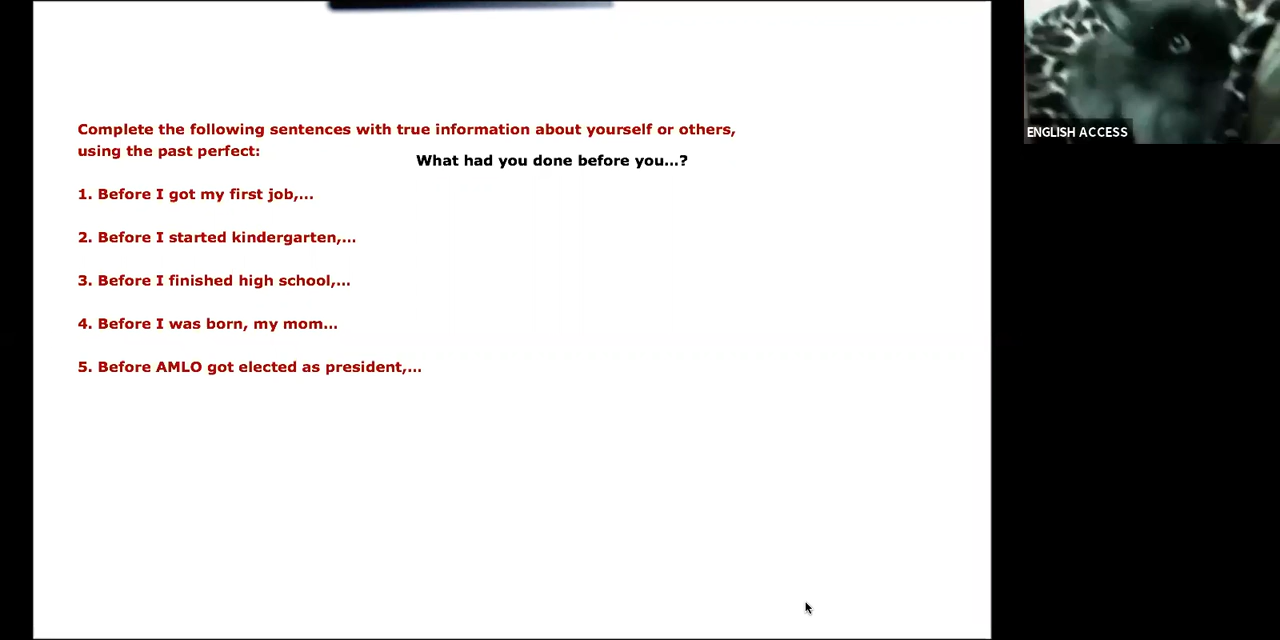 Complete the following sentences with true information about yourself or others,
using the past perfect:
What had you done before you...?
1. Before I got my first job,...
2. Before I started kindergarten,...
3. Before I finished high school,...
4. Before I was born, my mom...
5. Before AMLO got elected as president,...
ENGLISH ACCESS